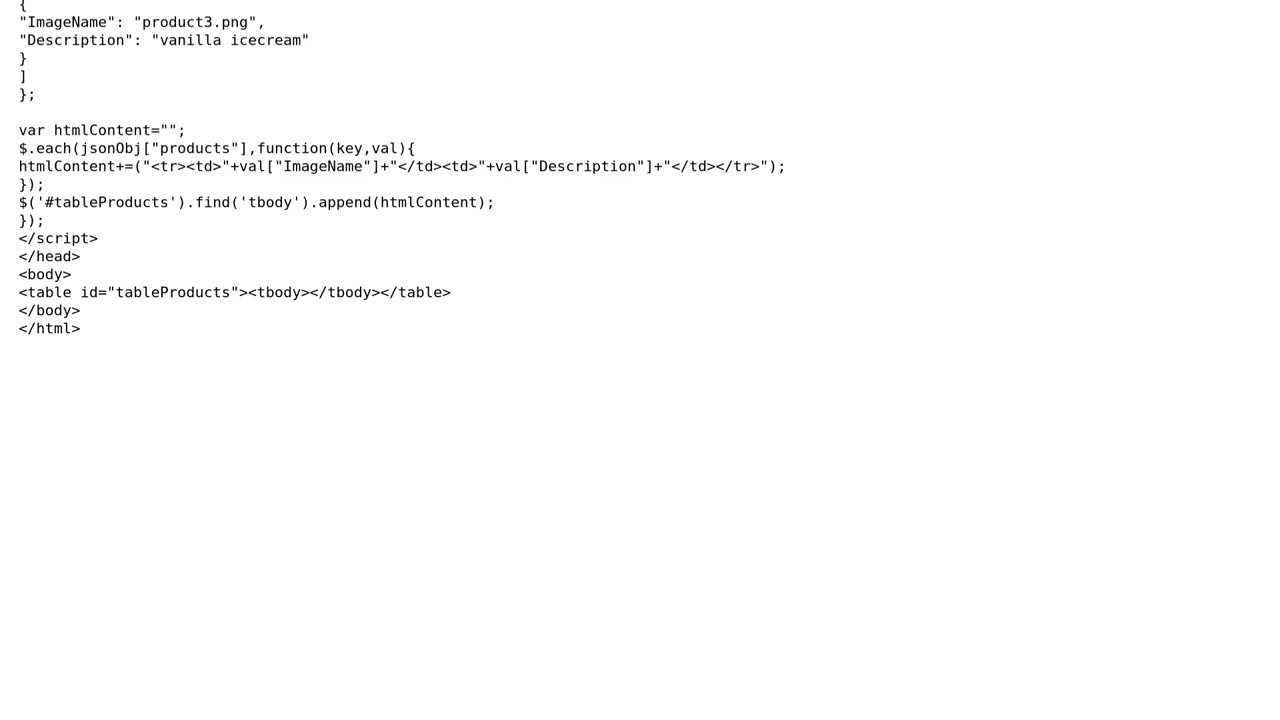 {
"ImageName": "product3.png",
"Description": "vanilla icecream"
}
]
};
var htmlContent="";
$.each(jsonObj["products"],function(key,val){
htmlContent+=("<tr><td>"+val["ImageName"]+"</td><td>"+val["Description"]+"</td></tr>");
});
$('#tableProducts').find('tbody').append(htmlContent);
});
</script>
</head>
<body>
<table id="tableProducts"><tbody></tbody></table>
</body>
</html>